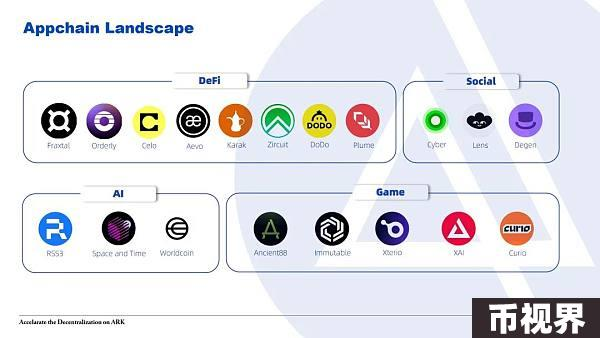 Appchain Landscape
DeFi
Fraxtal Orderly Celo Aevo Karak Zircuit DoDo Plume
æ
DODO
Social
Cyber Lens Degen
AI
RSS3 Space and Time Worldcoin
Game
Ancient8 Immutable Xterio XAI Curio
curio
Accelarate the Decentralization on ARK
币视界